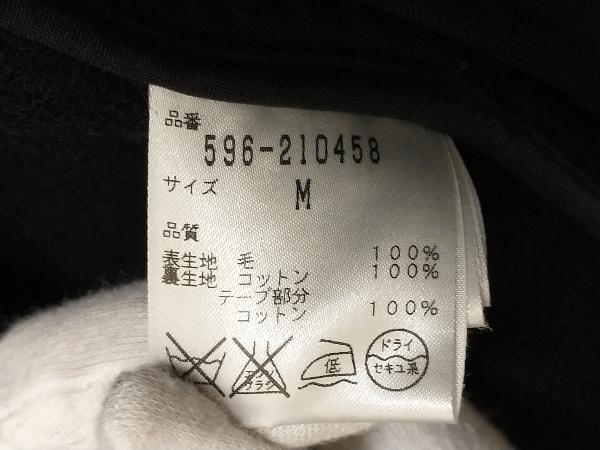 品番
596-210458
サイズ M
品質
表生地 毛 100%
裏生地 コットン 100%
テープ部分
コットン 100%
低
ドライ
セキユ系